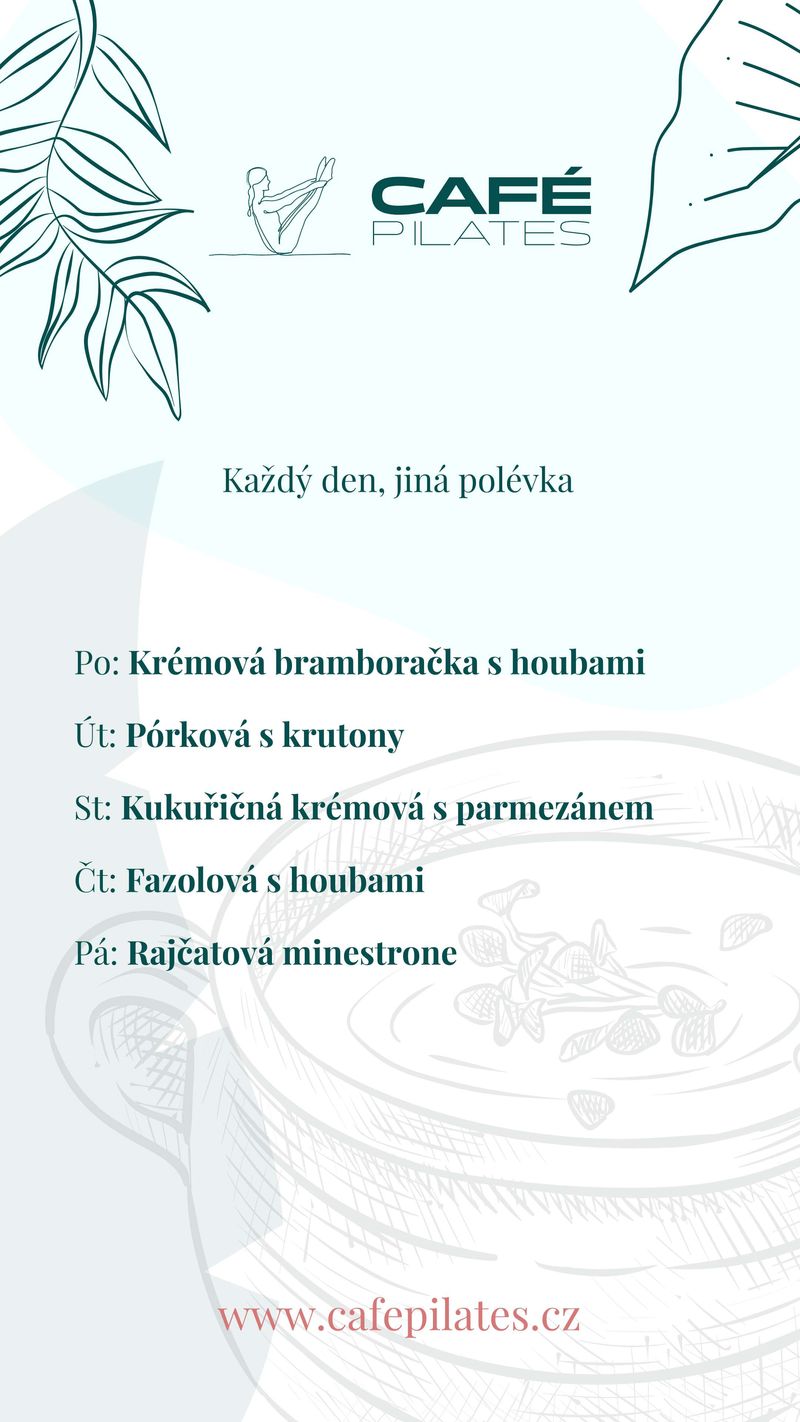 CAFÉ
PILATES
Každý den, jiná polévka
Po: Krémová bramboračka s houbami
Út: Pórková s krutony
St: Kukuřičná krémová s parmezánem
Čt: Fazolová s houbami
Pá: Rajčatová minestrone
www.cafepilates.cz